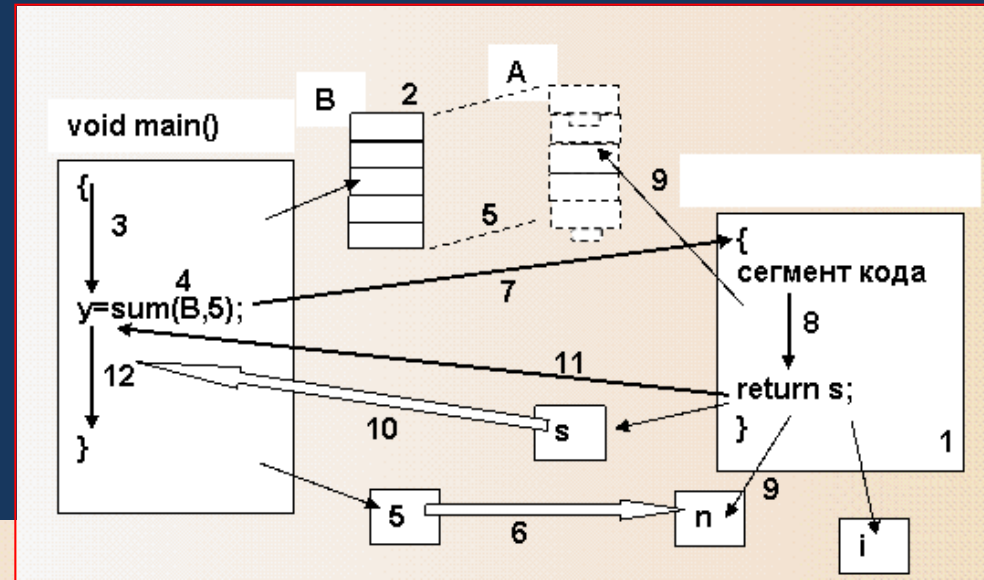 A
B
2
void main()
9
{
3
5
{
сегмент кода
4
y=sum(B,5);
7
8
11
12
return s;
10
s
}
}
1
9
5
6
n
i